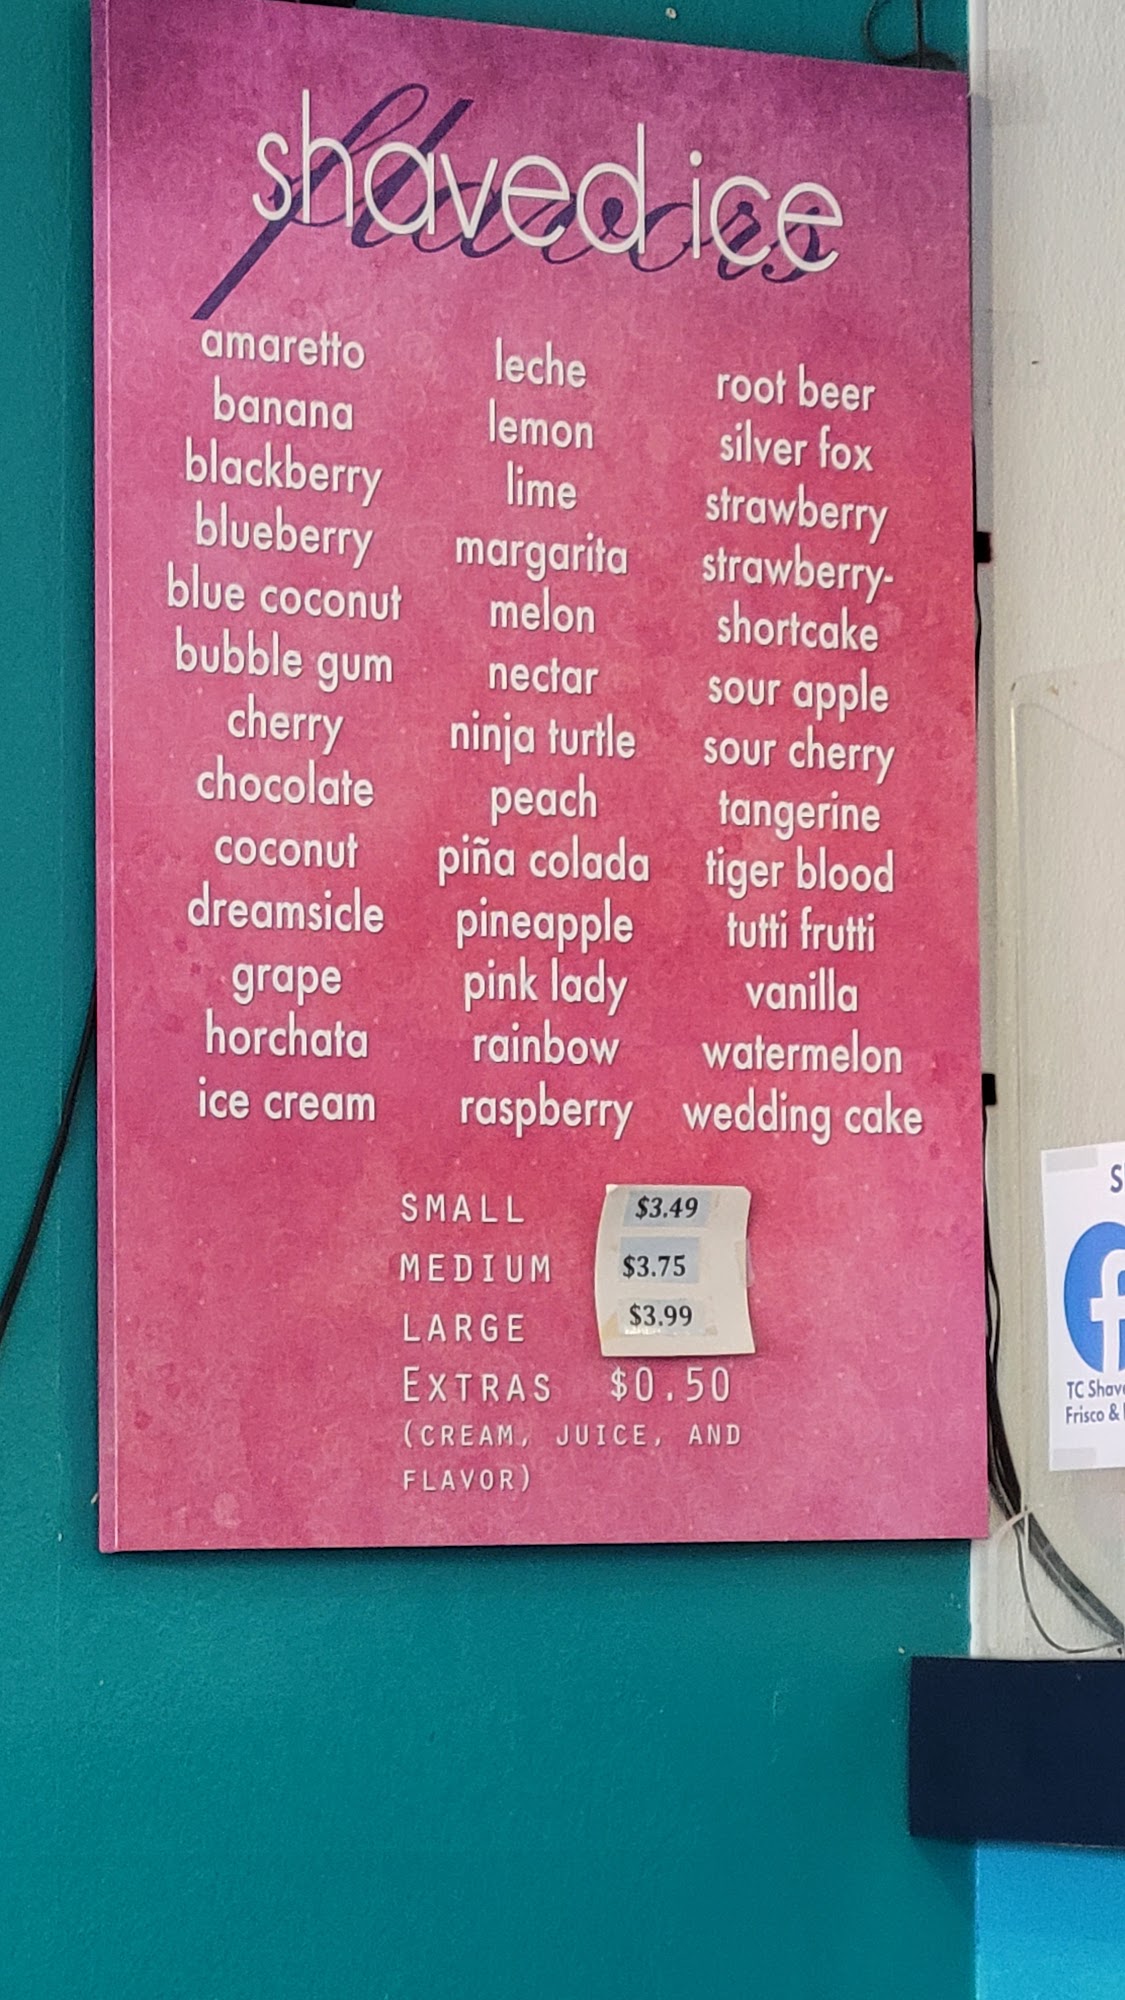 shaved ice
flavors
amaretto
banana
blackberry
blueberry
blue coconut
bubble gum
cherry
chocolate
coconut
dreamsicle
grape
horchata
ice cream
leche
lemon
lime
margarita
melon
nectar
ninja turtle
peach
piña colada
pineapple
pink lady
rainbow
raspberry
root beer
silver fox
strawberry
strawberry-
shortcake
sour apple
sour cherry
tangerine
tiger blood
tutti frutti
vanilla
watermelon
wedding cake
SMALL $3.49
MEDIUM $3.75
LARGE $3.99
EXTRAS $0.50
(CREAM, JUICE, AND
FLAVOR)
f
TC
Frisco &